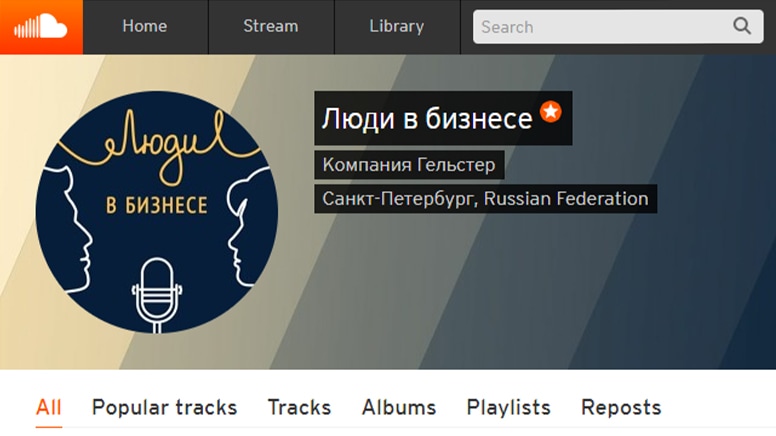 Home Stream Library Search
Люди
В БИЗНЕСЕ
Люди в бизнесе
Компания Гельстер
Санкт-Петербург, Russian Federation
All Popular tracks Tracks Albums Playlists Reposts